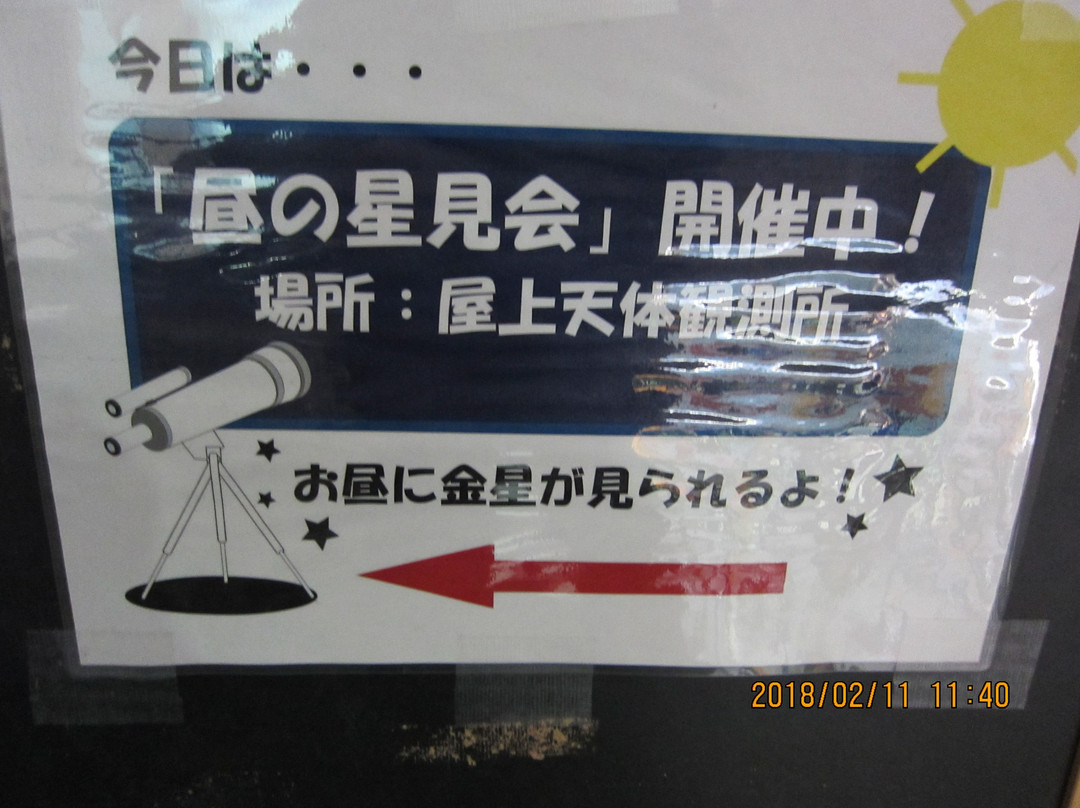 今日は・・・
「昼の星見会」開催中!
場所：屋上天体観測所
お昼に金星が見られるよ!
2018/02/11 11:40